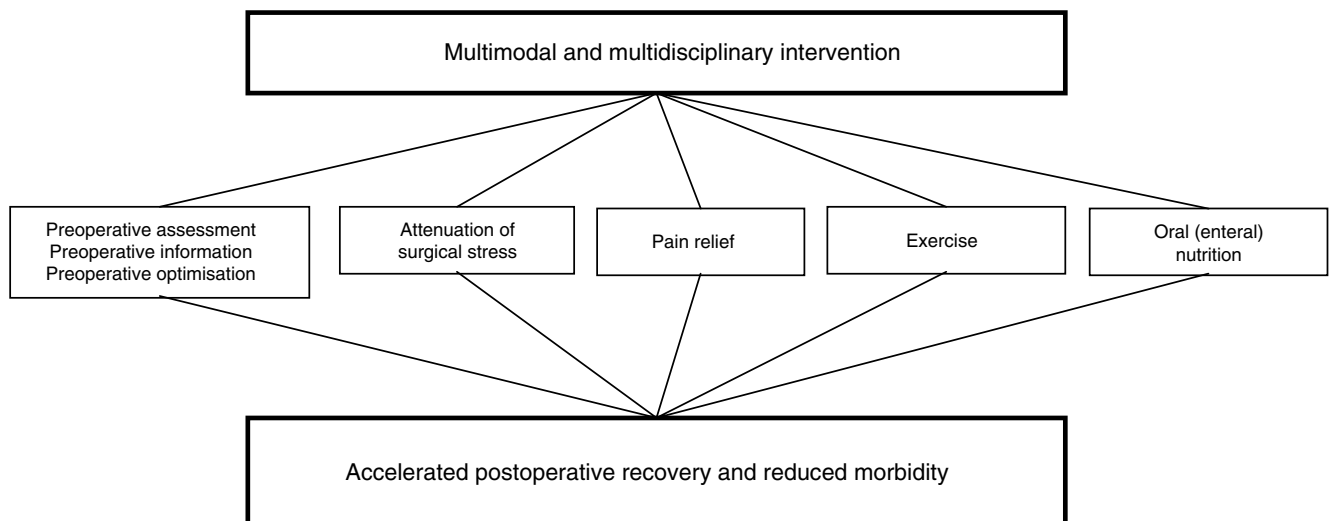 Multimodal and multidisciplinary intervention
Preoperative assessment
Preoperative information
Preoperative optimisation
Attenuation of
surgical stress
Pain relief
Exercise
Oral (enteral)
nutrition
Accelerated postoperative recovery and reduced morbidity